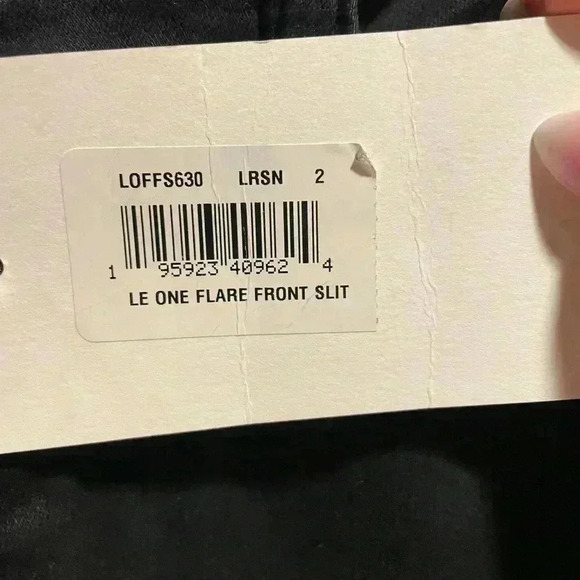 LOFFS630 LRSN 2
1 95923 40962 4
LE ONE FLARE FRONT SLIT